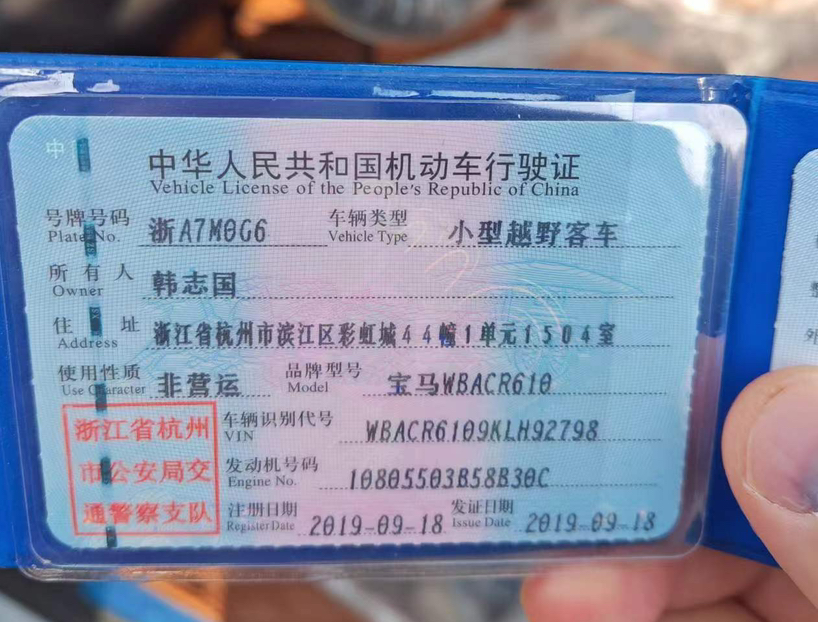 中
中华人民共和国机动车行驶证
Vehicle License of the People's Republic of China
号牌号码 浙A7M0G6 车辆类型 小型越野客车
Plate No. Vehicle Type
所有人 韩志国
Owner
住址 浙江省杭州市滨江区彩虹城44幢1单元1504室
Address
使用性质 非营运 品牌型号 宝马WBACR610
Use Character Model
浙江省杭州 车辆识别代号 WBACR6109KLH92798
VIN
市公安局交 发动机号码 10805503B58B30C
Engine No.
通警察支队 注册日期 2019-09-18 发证日期 2019-09-18
Register Date Issue Date